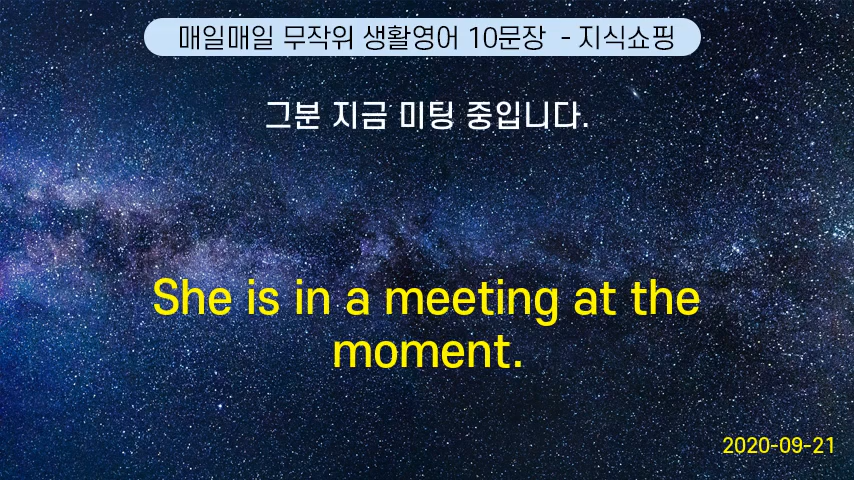 매일매일 무작위 생활영어 10문장 - 지식쇼핑
그분 지금 미팅 중입니다.
She is in a meeting at the
moment.
2020-09-21